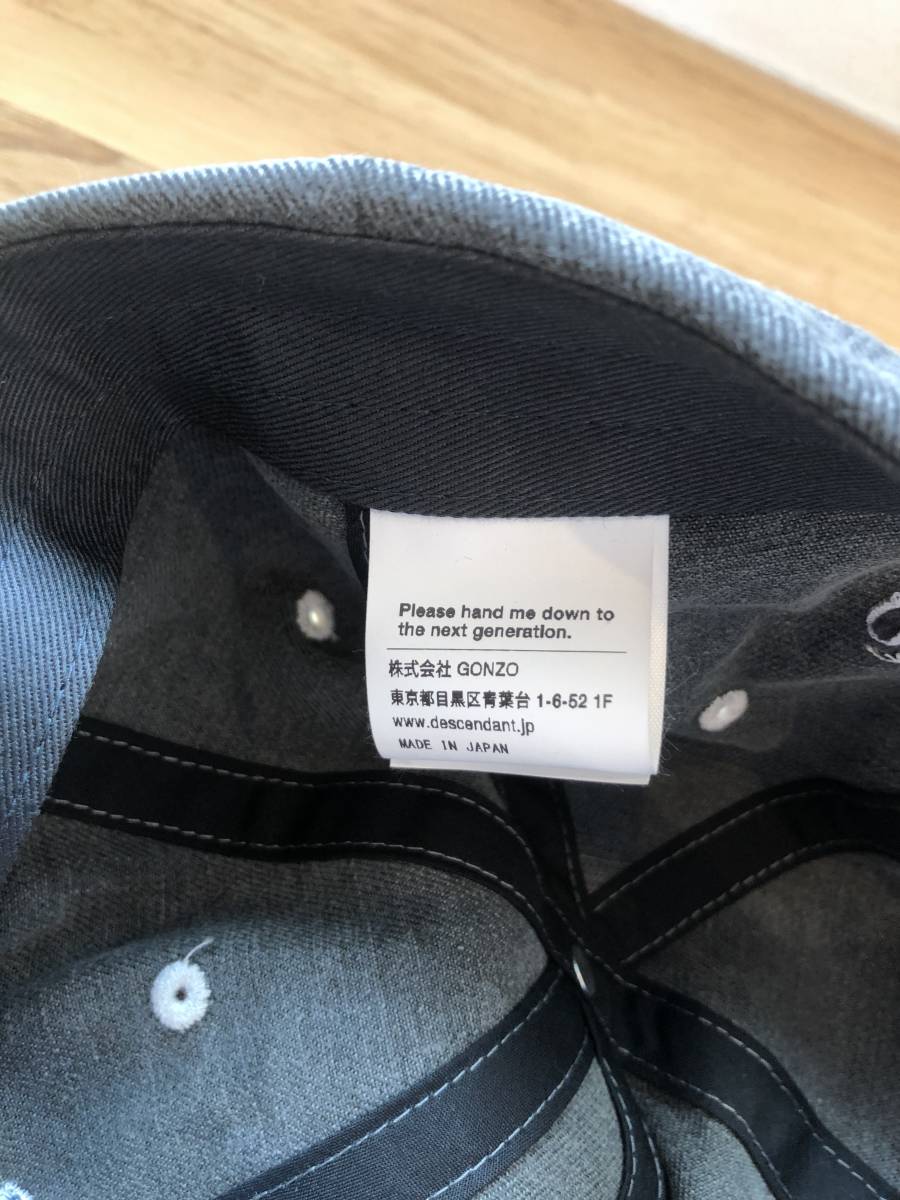 Please hand me down to
the next generation.
株式会社 GONZO
東京都目黒区青葉台 1-6-52 1F
www.descendant.jp
MADE IN JAPAN